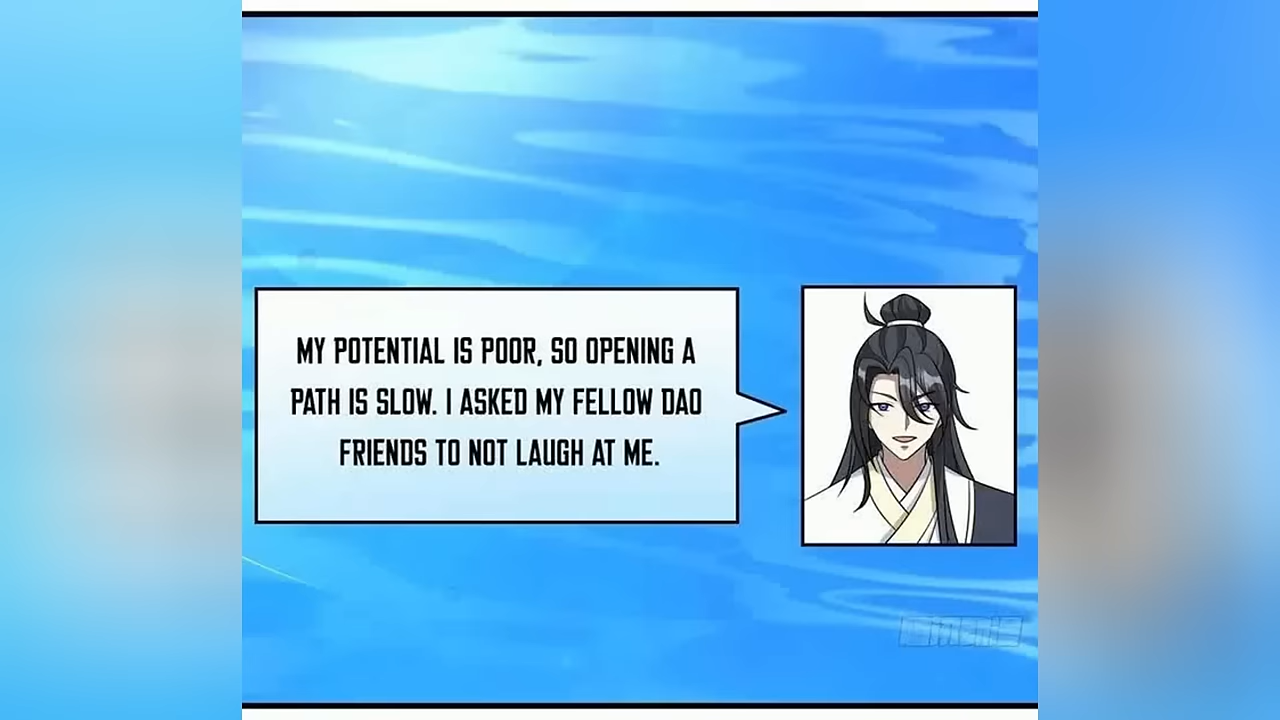 MY POTENTIAL IS POOR, SO OPENING A
PATH IS SLOW. I ASKED MY FELLOW DAO
FRIENDS TO NOT LAUGH AT ME.